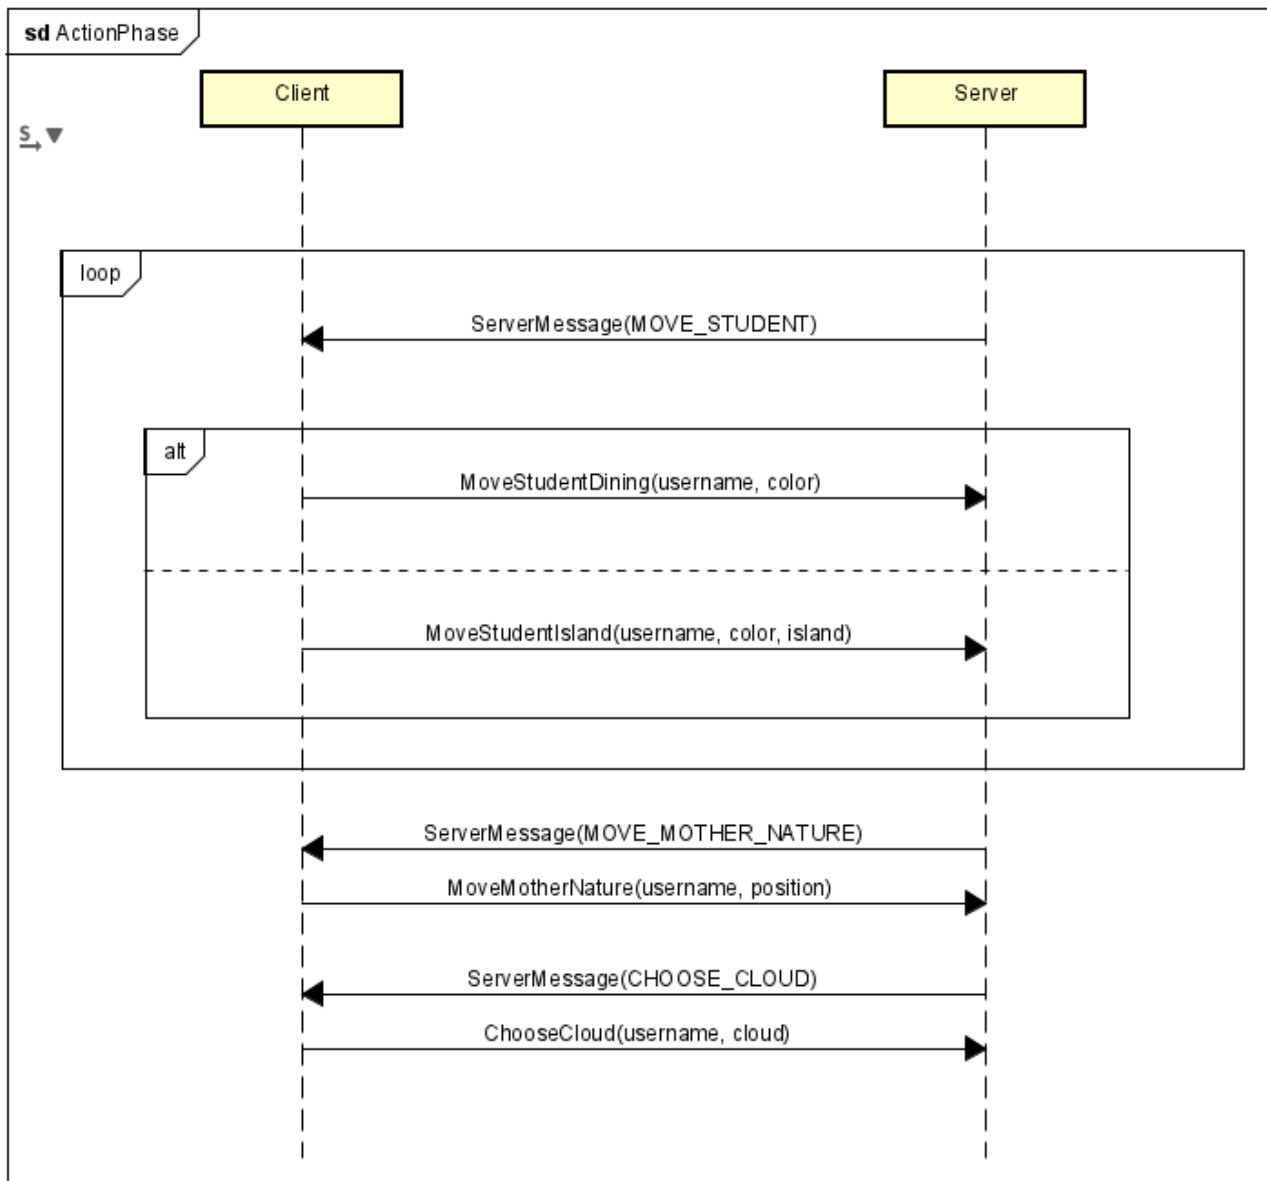 sd ActionPhase
Client
Server
S
loop
ServerMessage(MOVE_STUDENT)
alt
MoveStudentDining(username, color)
MoveStudentIsland(username, color, island)
ServerMessage(MOVE_MOTHER_NATURE)
MoveMotherNature(username, position)
ServerMessage(CHOOSE_CLOUD)
ChooseCloud(username, cloud)